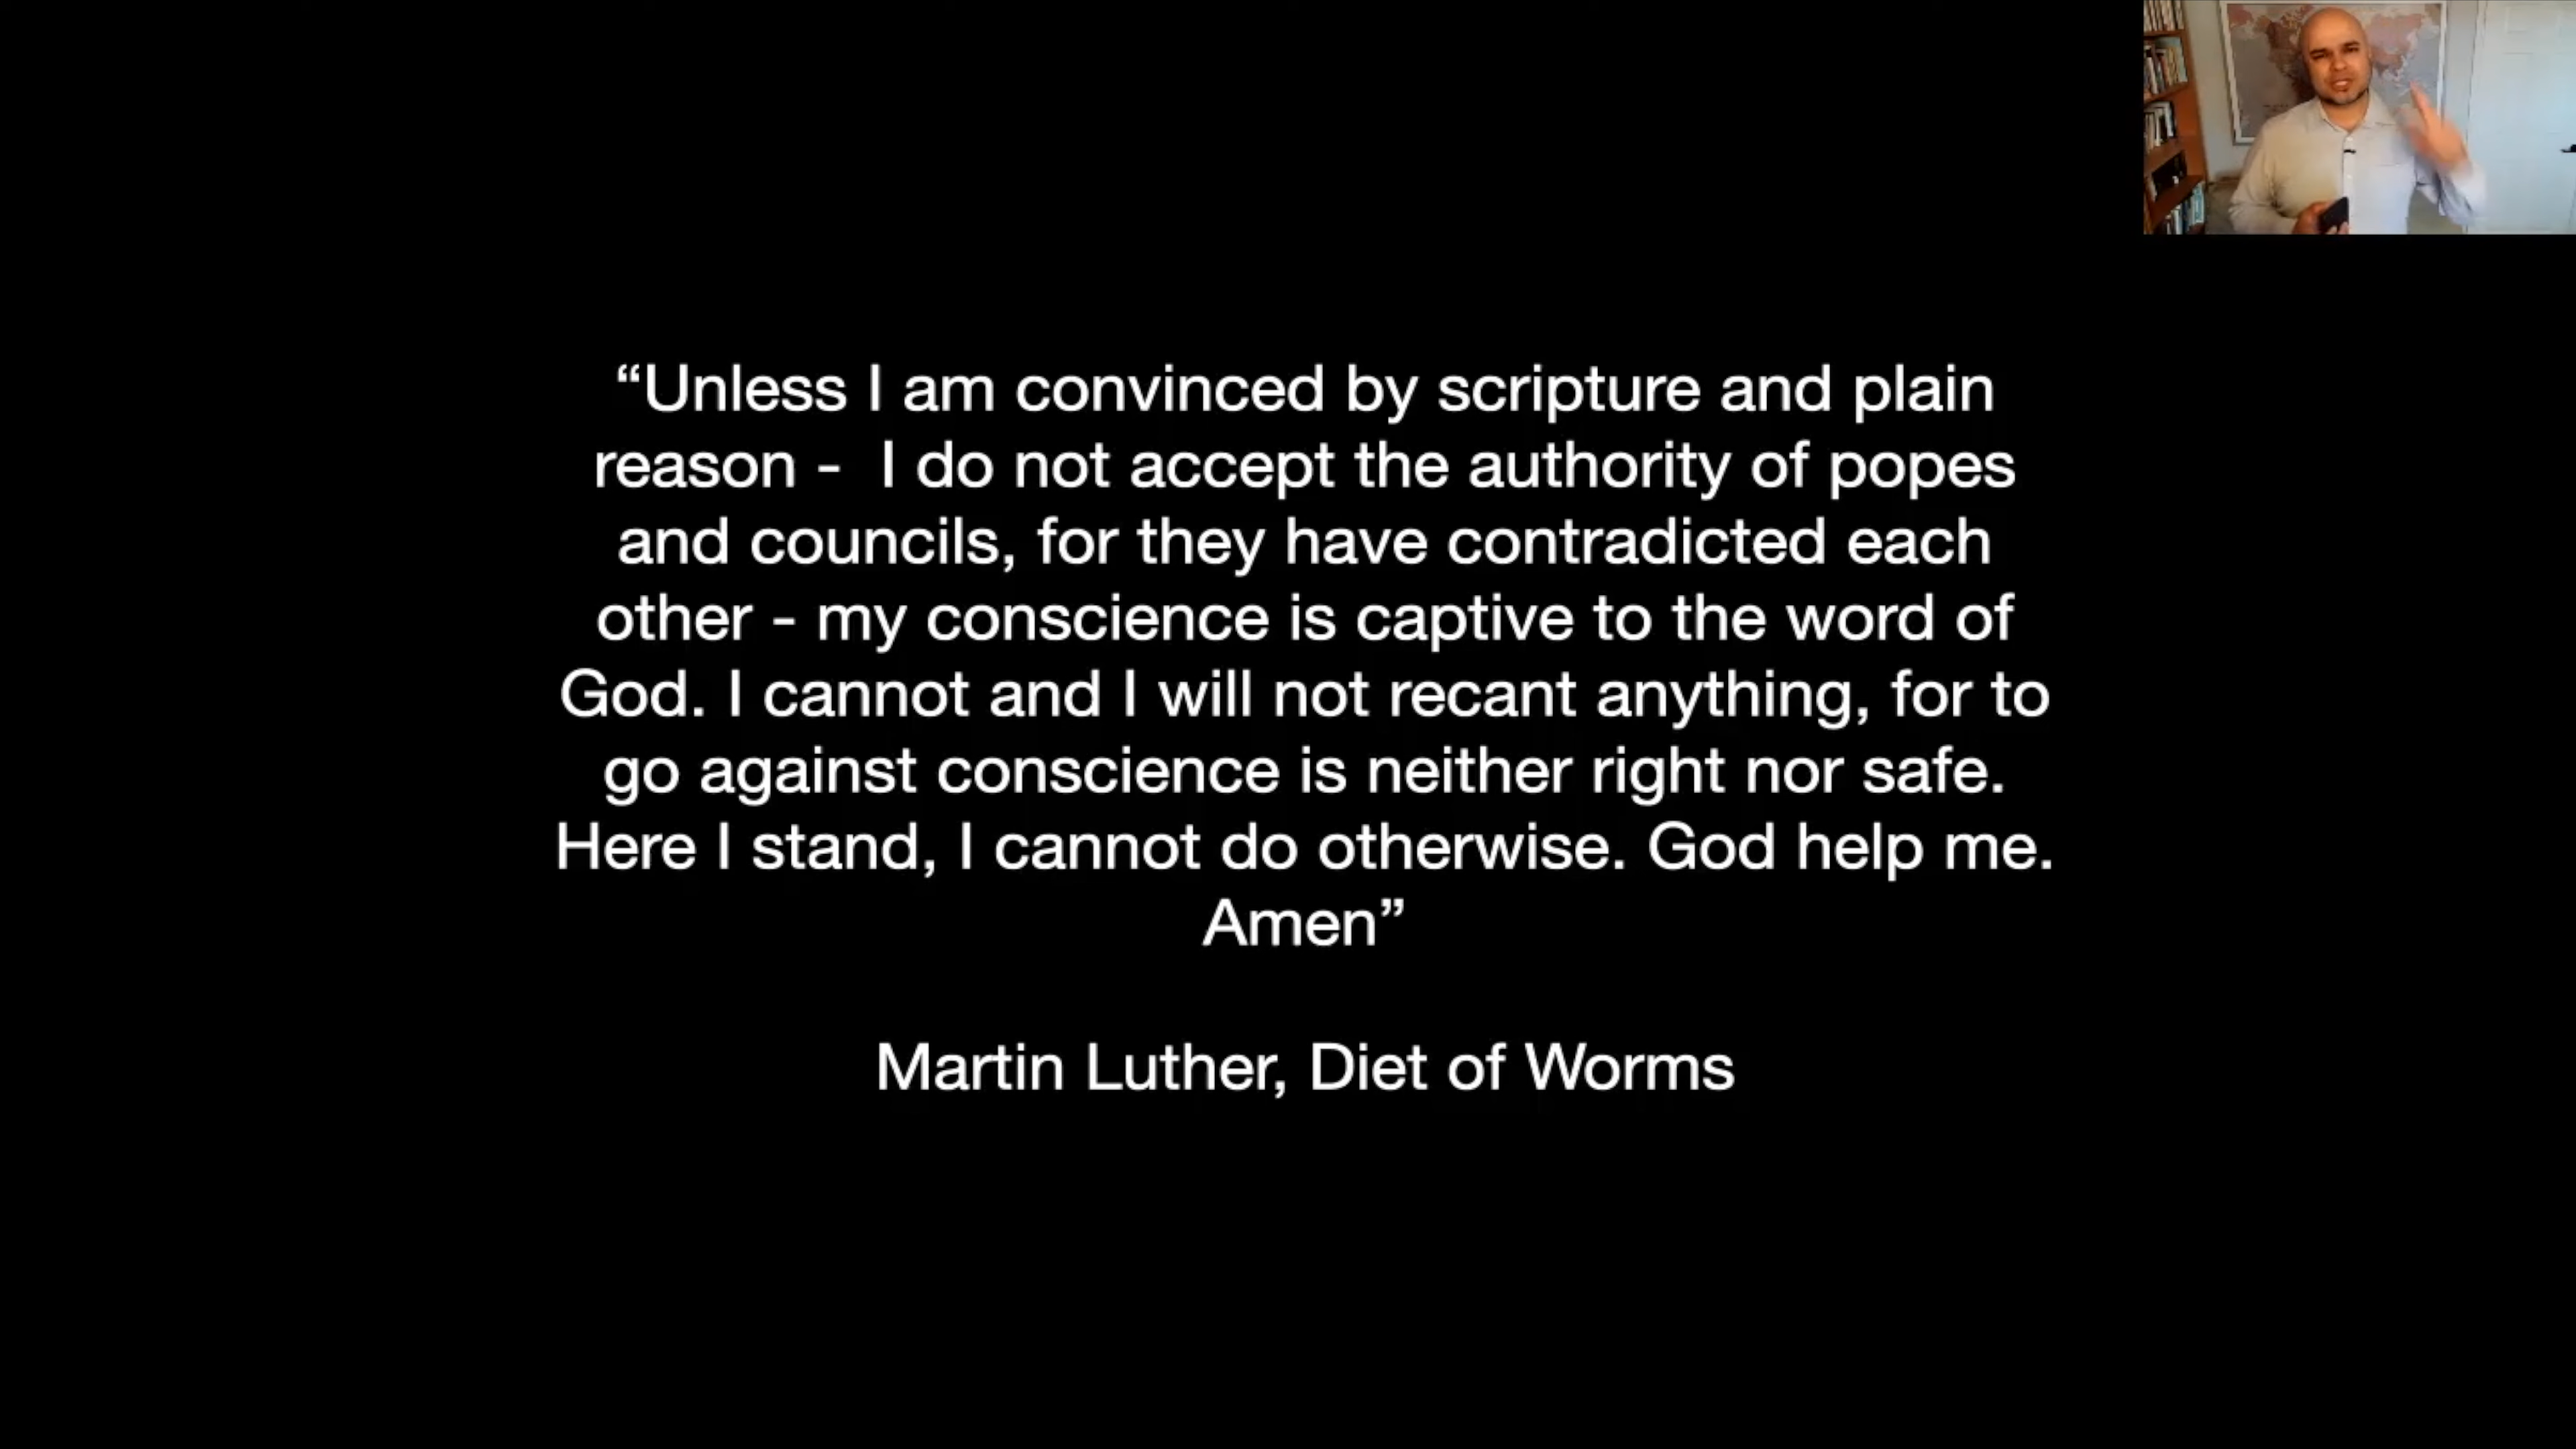 “Unless I am convinced by scripture and plain
reason -  I do not accept the authority of popes
and councils, for they have contradicted each
other - my conscience is captive to the word of
God. I cannot and I will not recant anything, for to
go against conscience is neither right nor safe.
Here I stand, I cannot do otherwise. God help me.
Amen”
Martin Luther, Diet of Worms